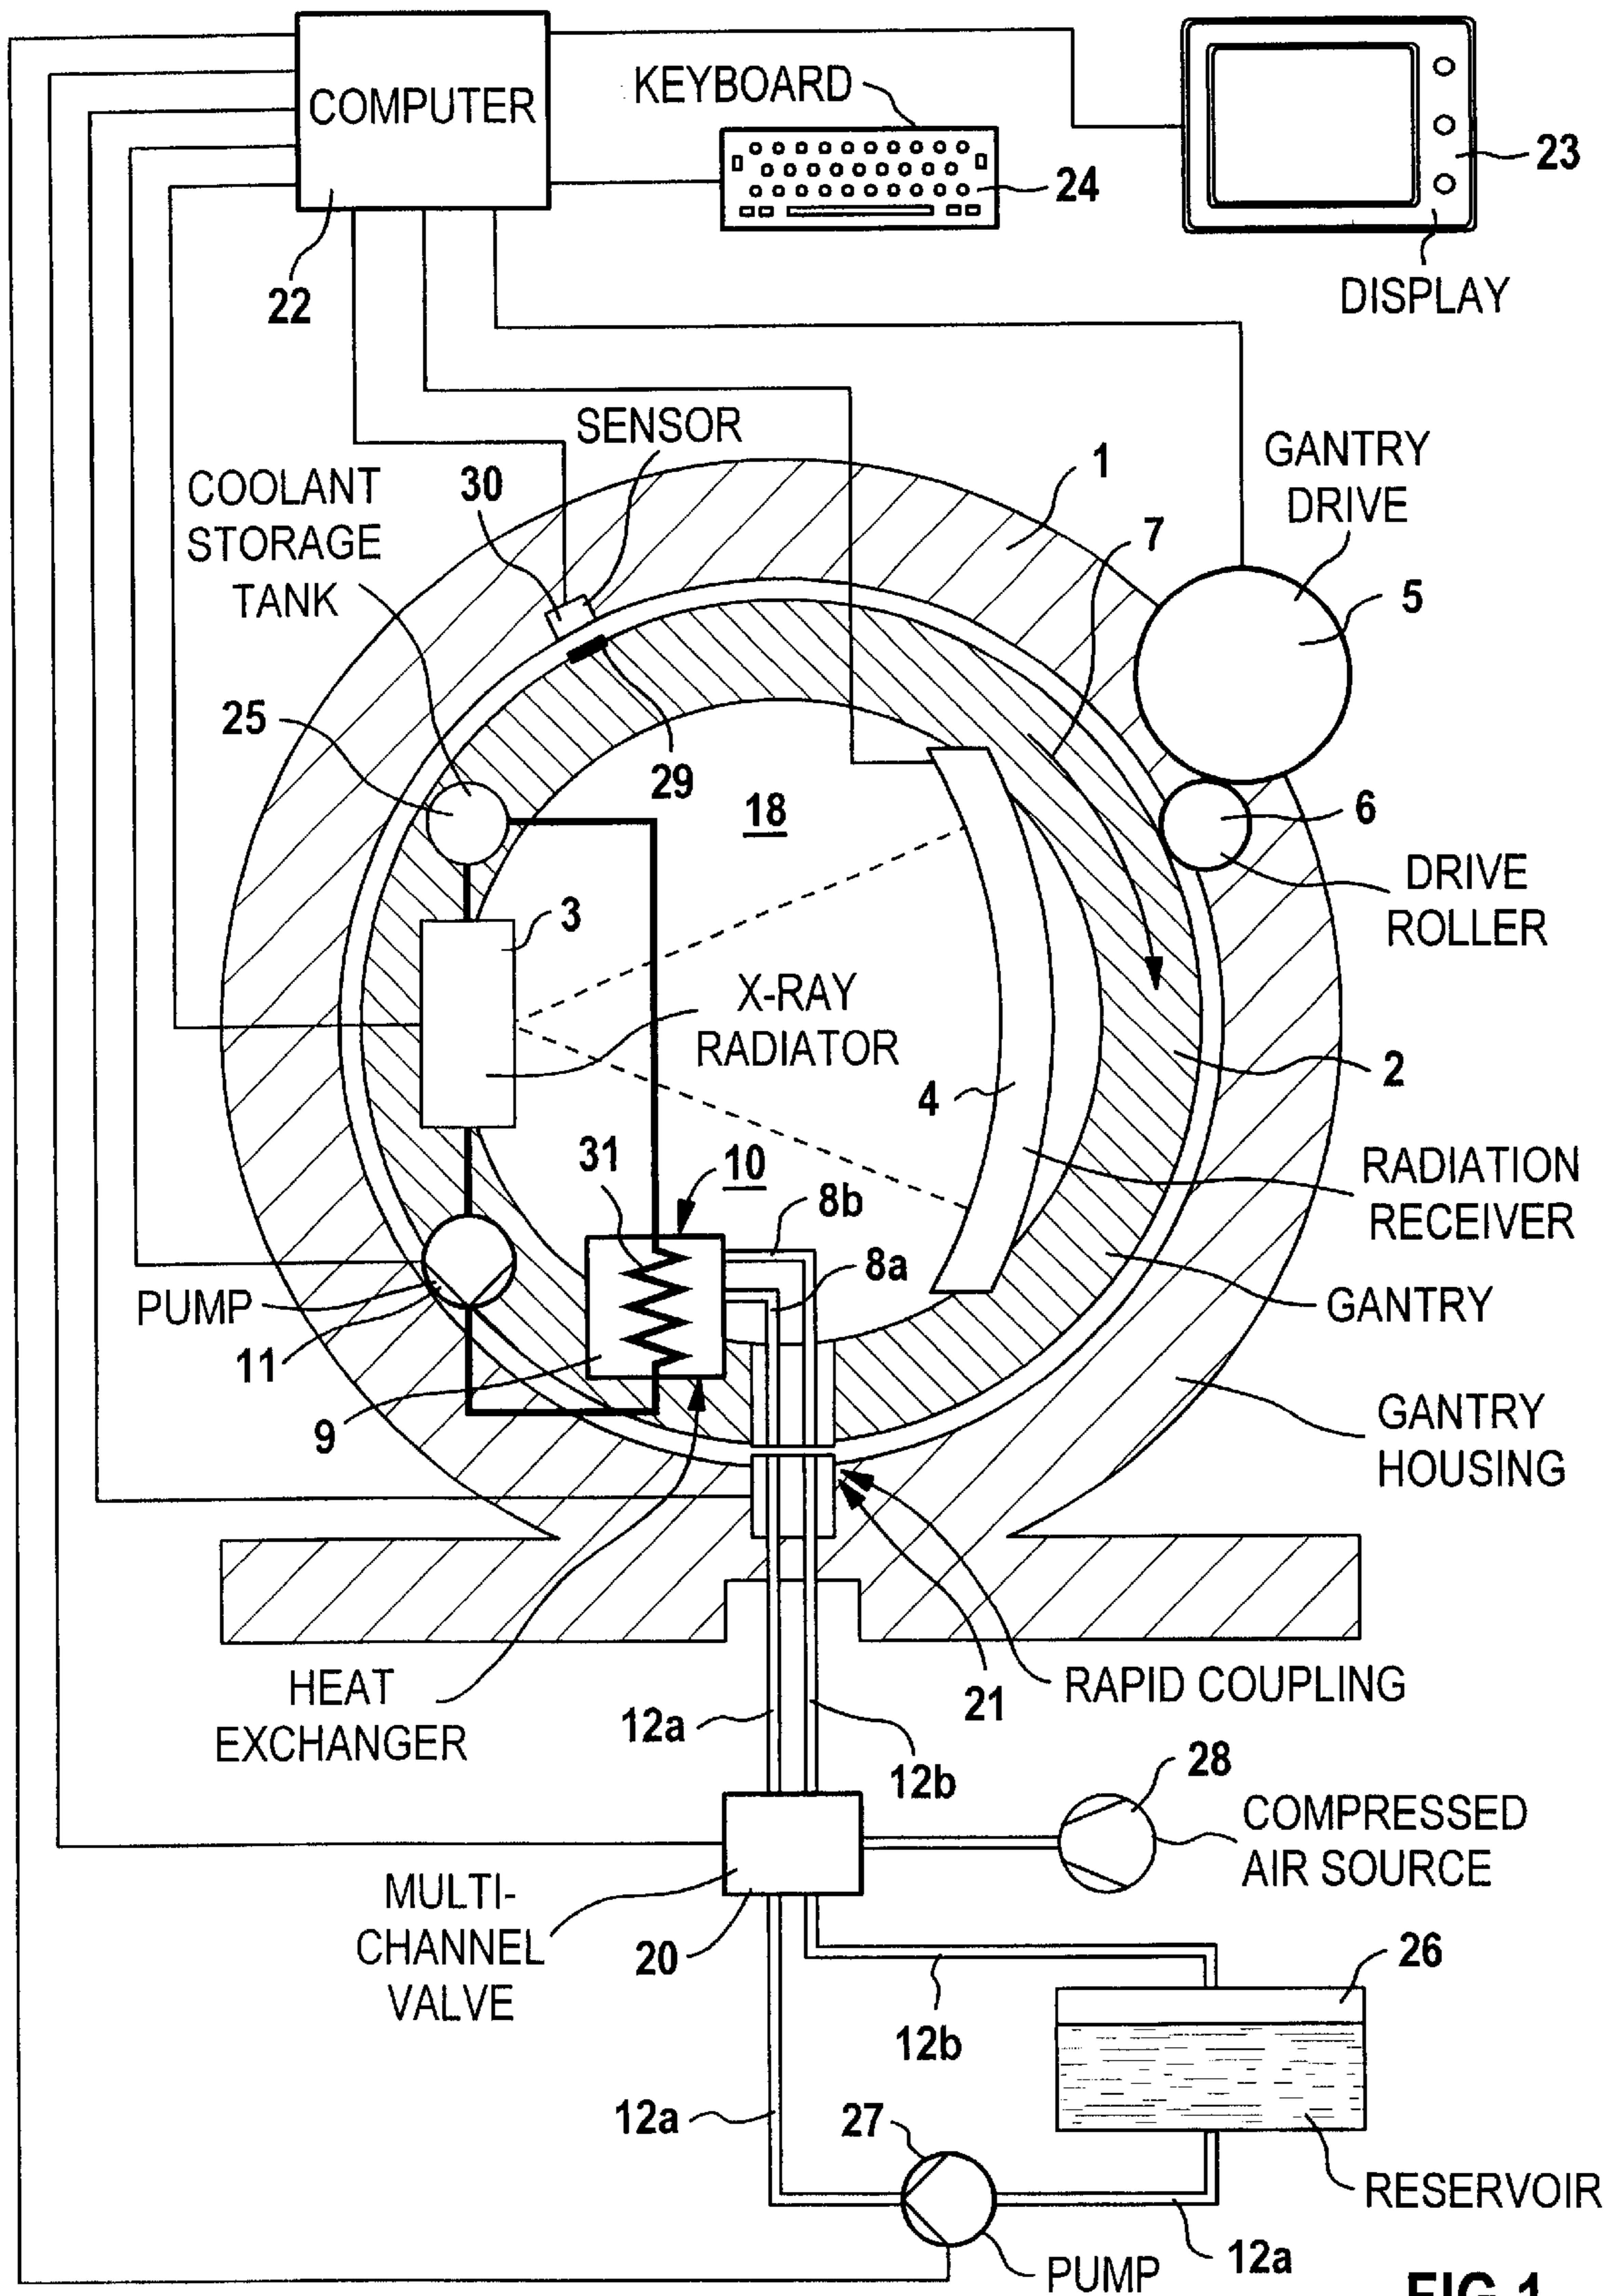 COMPUTER
KEYBOARD
23
24
22
DISPLAY
SENSOR
GANTRY
DRIVE
1
COOLANT
STORAGE
TANK
30
7
5
25
29
18
6
DRIVE
ROLLER
3
X-RAY
RADIATOR
2
4
31
10
8b
RADIATION
RECEIVER
8a
PUMP
GANTRY
11
9
GANTRY
HOUSING
HEAT
EXCHANGER
12a
21
RAPID COUPLING
12b
28
COMPRESSED
AIR SOURCE
MULTI-
CHANNEL
VALVE
20
26
12b
12a
27
RESERVOIR
12a
PUMP
FIG 1